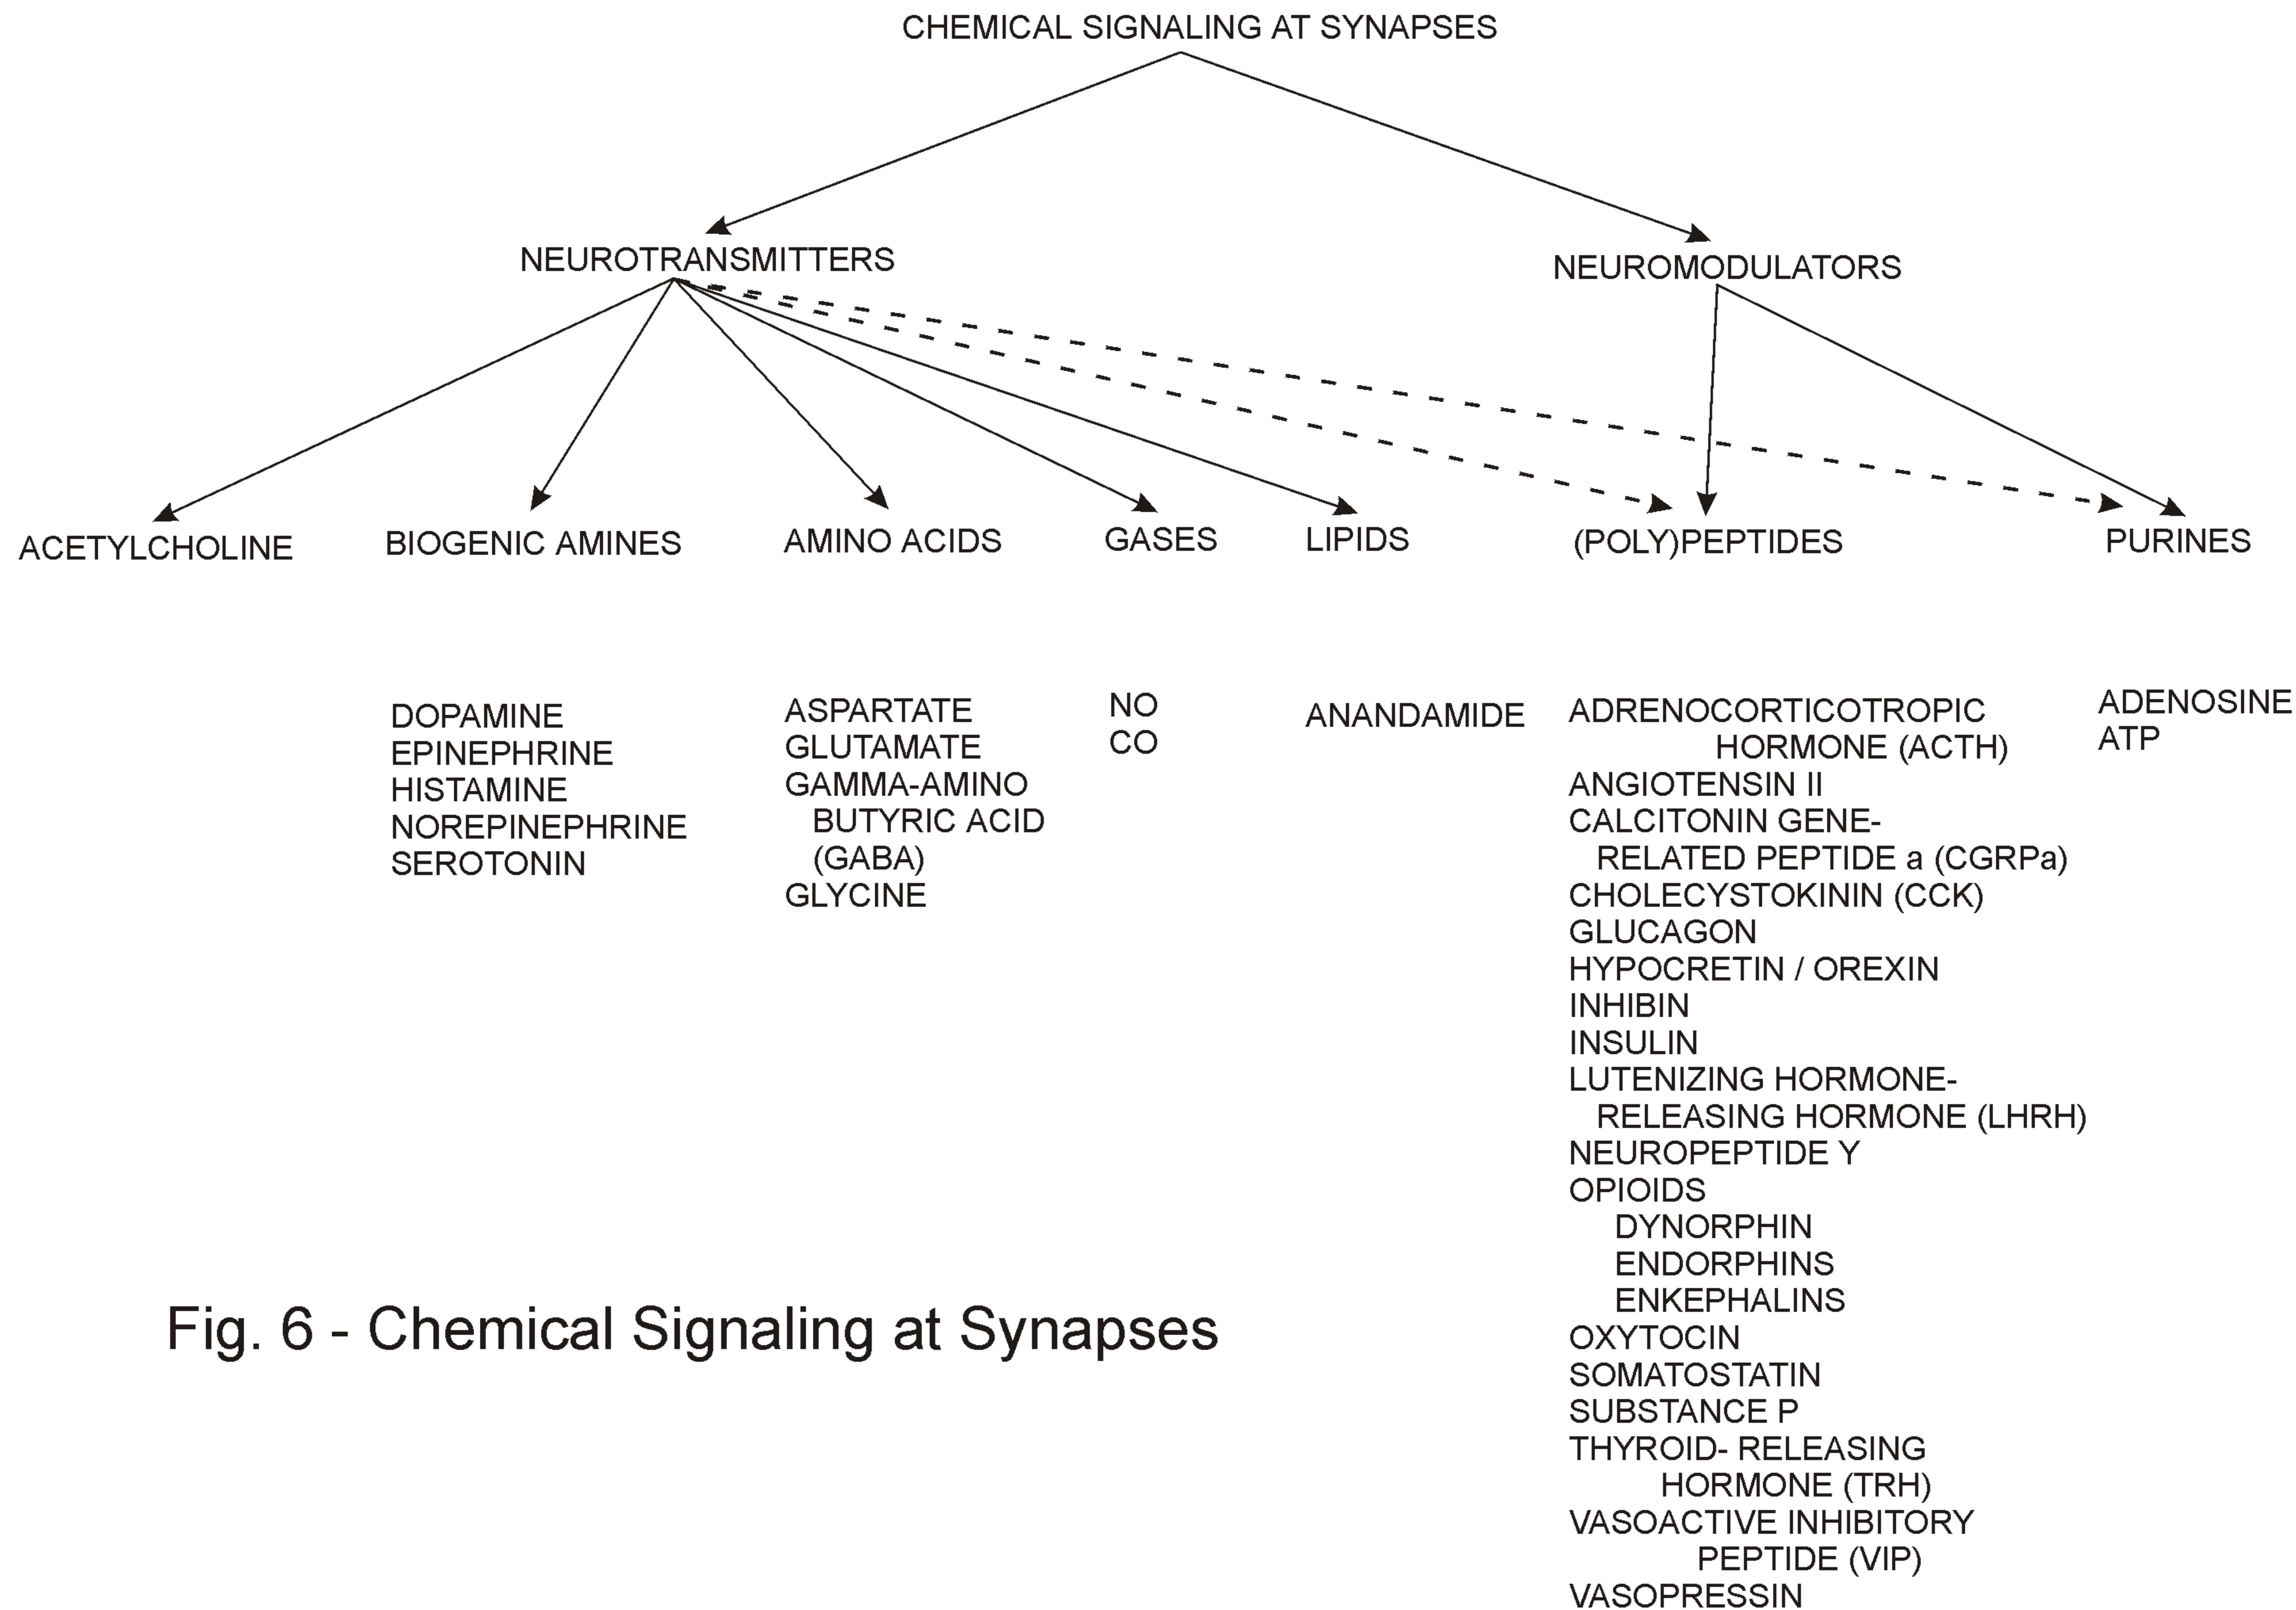 CHEMICAL SIGNALING AT SYNAPSES
NEUROTRANSMITTERS
NEUROMODULATORS
ACETYLCHOLINE
BIOGENIC AMINES
AMINO ACIDS
GASES
LIPIDS
(POLY)PEPTIDES
PURINES
DOPAMINE
EPINEPHRINE
HISTAMINE
NOREPINEPHRINE
SEROTONIN
ASPARTATE
GLUTAMATE
GAMMA-AMINO
BUTYRIC ACID
(GABA)
GLYCINE
NO
CO
ANANDAMIDE
ADRENOCORTICOTROPIC
HORMONE (ACTH)
ANGIOTENSIN II
CALCITONIN GENE-
RELATED PEPTIDE a (CGRPa)
CHOLECYSTOKININ (CCK)
GLUCAGON
HYPOCRETIN / OREXIN
INHIBIN
INSULIN
LUTENIZING HORMONE-
RELEASING HORMONE (LHRH)
NEUROPEPTIDE Y
OPIOIDS
DYNORPHIN
ENDORPHINS
ENKEPHALINS
OXYTOCIN
SOMATOSTATIN
SUBSTANCE P
THYROID- RELEASING
HORMONE (TRH)
VASOACTIVE INHIBITORY
PEPTIDE (VIP)
VASOPRESSIN
ADENOSINE
ATP
Fig. 6 - Chemical Signaling at Synapses